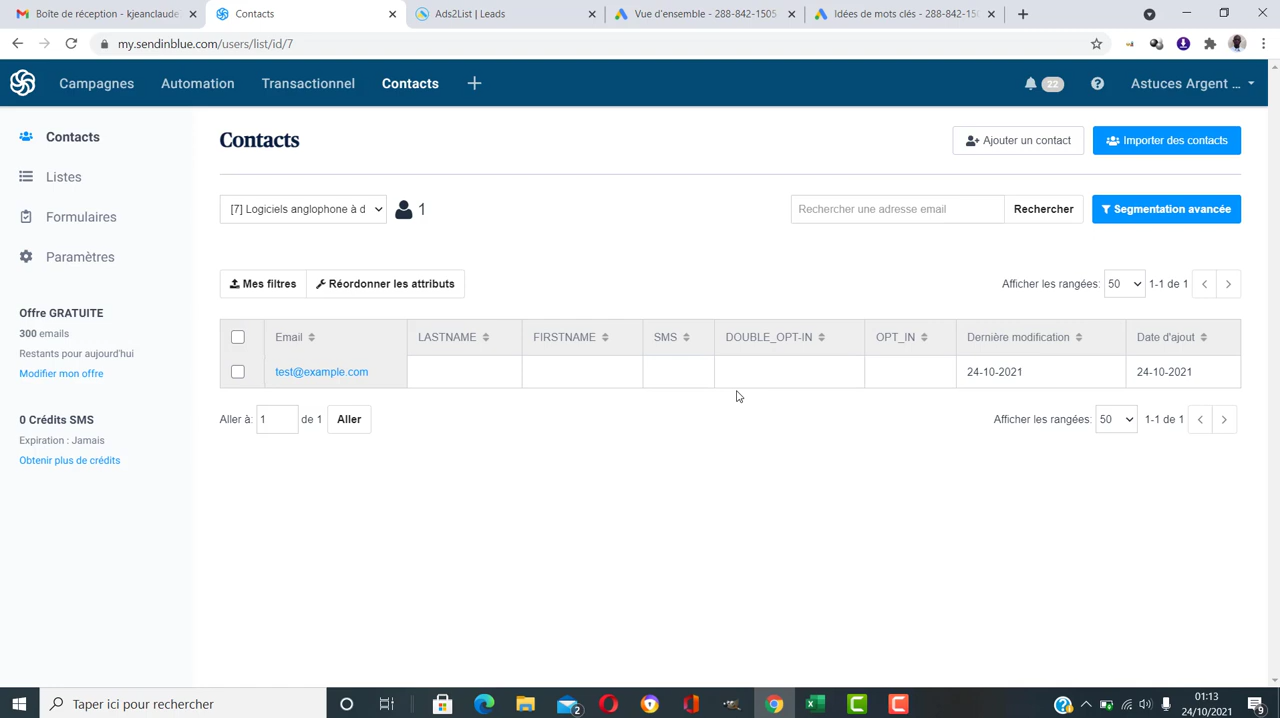 Boîte de réception - kjeanclaude
Contacts
Ads2List | Leads
Vue d'ensemble - 288-842-1505
Idées de mots clés - 288-842-15
my.sendinblue.com/users/list/id/7
Campagnes
Automation
Transactionnel
Contacts
22
Astuces Argent ...
Contacts
Listes
Formulaires
Paramètres
Offre GRATUITE
300 emails
Restants pour aujourd'hui
Modifier mon offre
0 Crédits SMS
Expiration : Jamais
Obtenir plus de crédits
Contacts
Ajouter un contact
Importer des contacts
[7] Logiciels anglophone à d
1
Rechercher une adresse email
Rechercher
Segmentation avancée
Mes filtres
Réordonner les attributs
Afficher les rangées: 50 1-1 de 1
Email LASTNAME FIRSTNAME SMS DOUBLE_OPT-IN OPT_IN Dernière modification Date d'ajout
test@example.com 24-10-2021 24-10-2021
Aller à: 1 de 1 Aller
Afficher les rangées: 50 1-1 de 1
Taper ici pour rechercher
2
01:13
24/10/2021
9